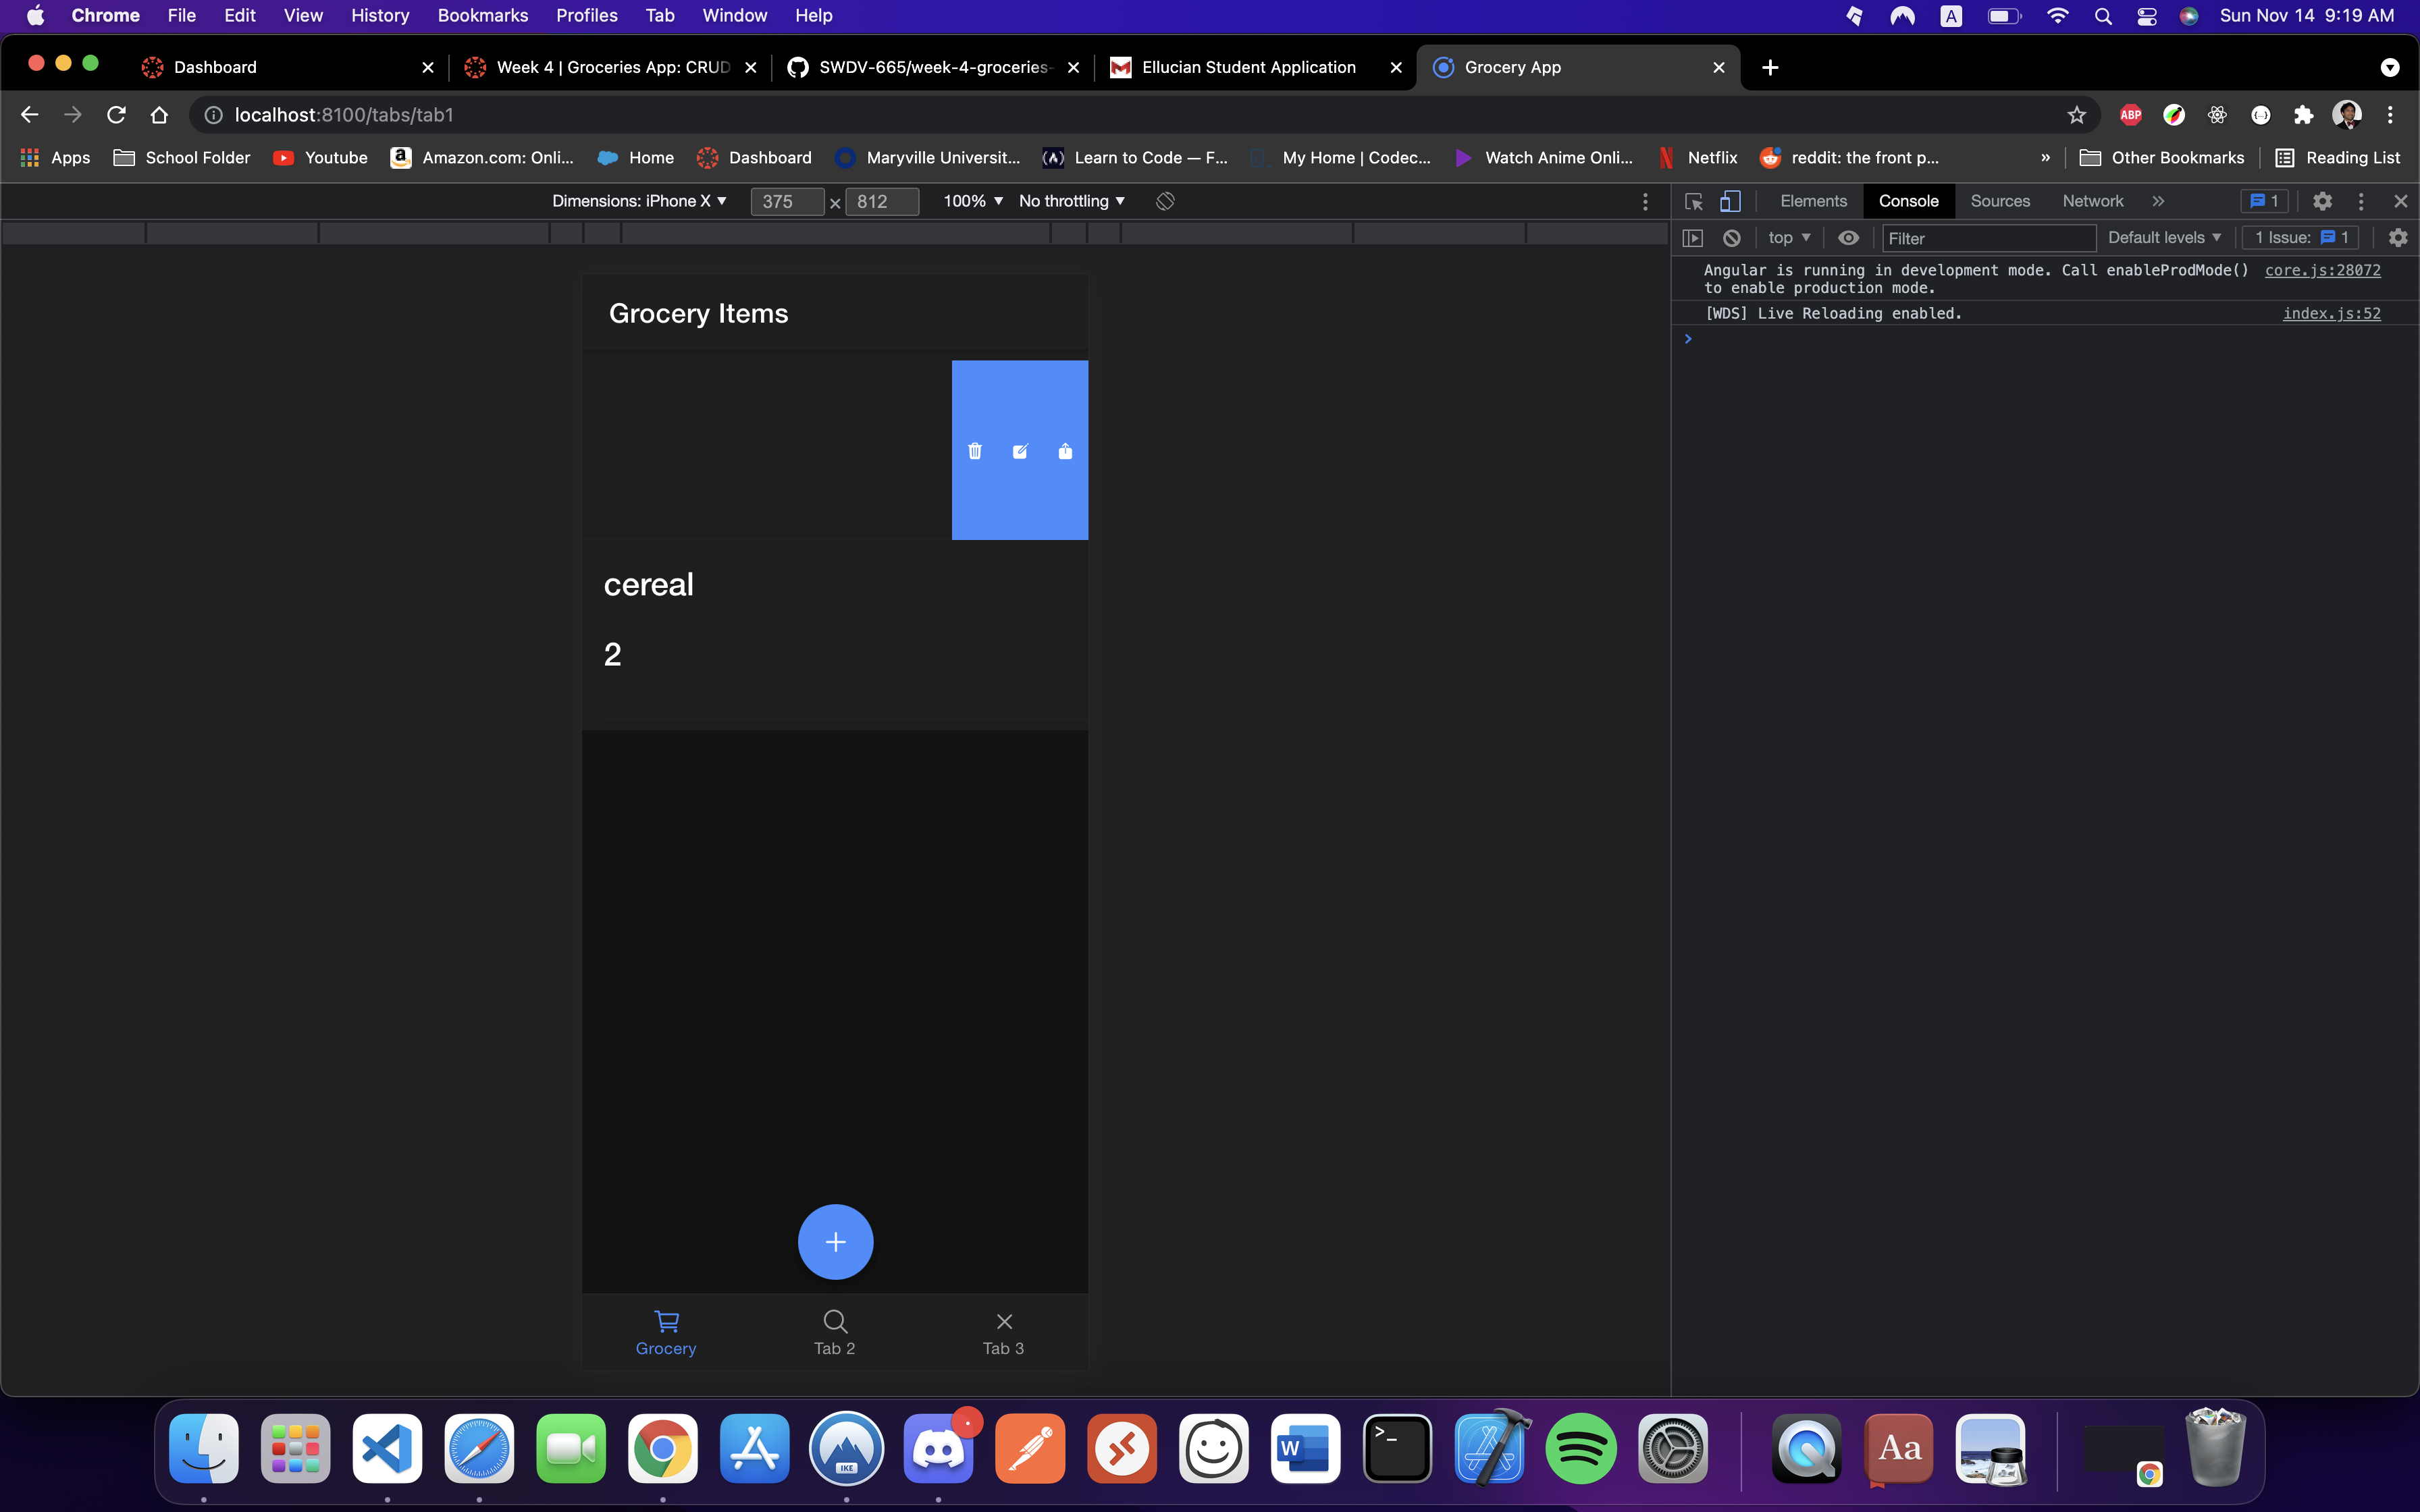 Chrome File Edit View History Bookmarks Profiles Tab Window Help A Sun Nov 14 9:19 AM
Dashboard Week 4 | Groceries App: CRUD SWDV-665/week-4-groceries- Ellucian Student Application Grocery App
localhost:8100/tabs/tab1 ABP
Apps School Folder Youtube Amazon.com: Onli... Home Dashboard Maryville Universit... Learn to Code — F... My Home | Codec... Watch Anime Onli... Netflix reddit: the front p... » Other Bookmarks Reading List
Dimensions: iPhone X 375 × 812 100% No throttling Elements Console Sources Network » 1
top Filter Default levels 1 Issue: 1
Angular is running in development mode. Call enableProdMode() core.js:28072
to enable production mode.
[WDS] Live Reloading enabled. index.js:52
Grocery Items
cereal
2
Grocery Tab 2 Tab 3
IKE W >_ Aa